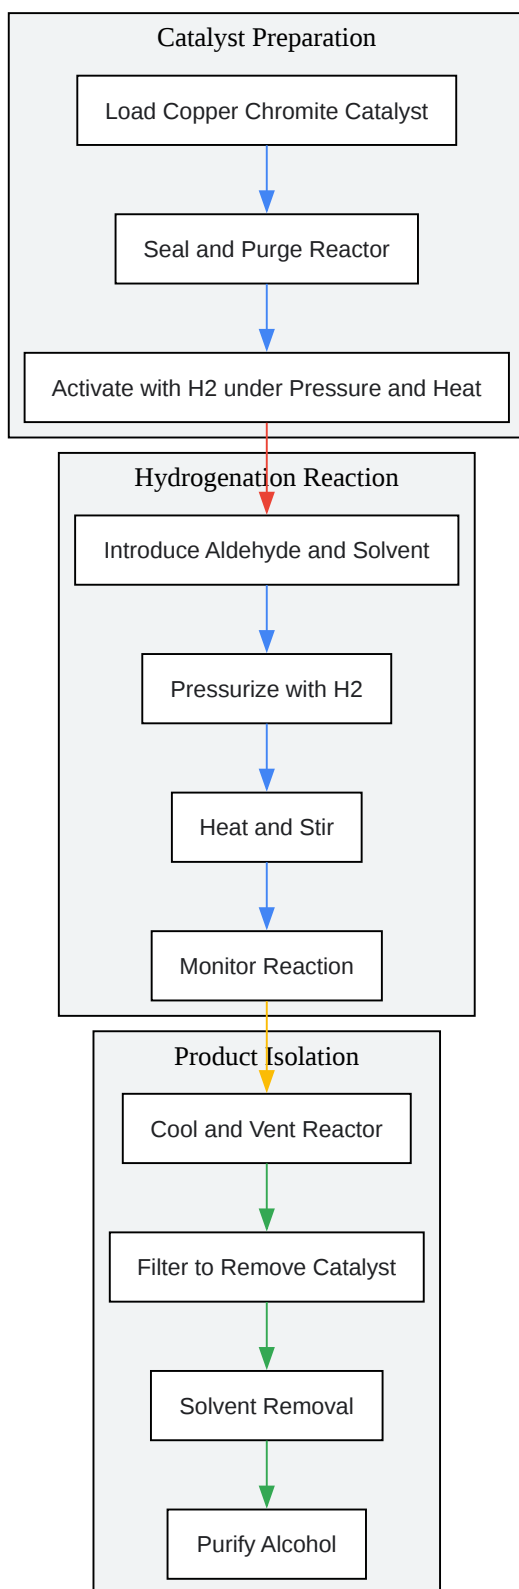 Catalyst Preparation
Load Copper Chromite Catalyst
Seal and Purge Reactor
Activate with H2 under Pressure and Heat
Hydrogenation Reaction
Introduce Aldehyde and Solvent
Pressurize with H2
Heat and Stir
Monitor Reaction
Product Isolation
Cool and Vent Reactor
Filter to Remove Catalyst
Solvent Removal
Purify Alcohol